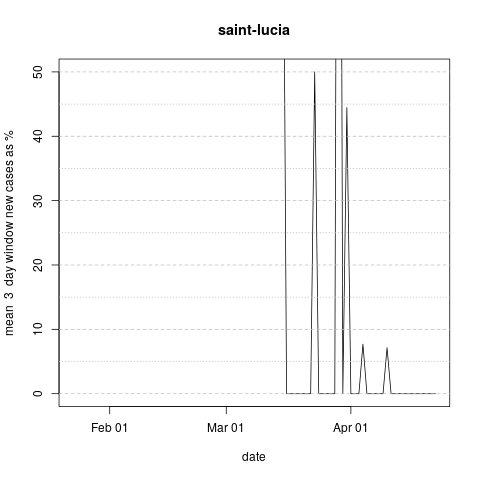 saint-lucia
mean 3 day window new cases as %
50
40
30
20
10
0
Feb 01
Mar 01
Apr 01
date